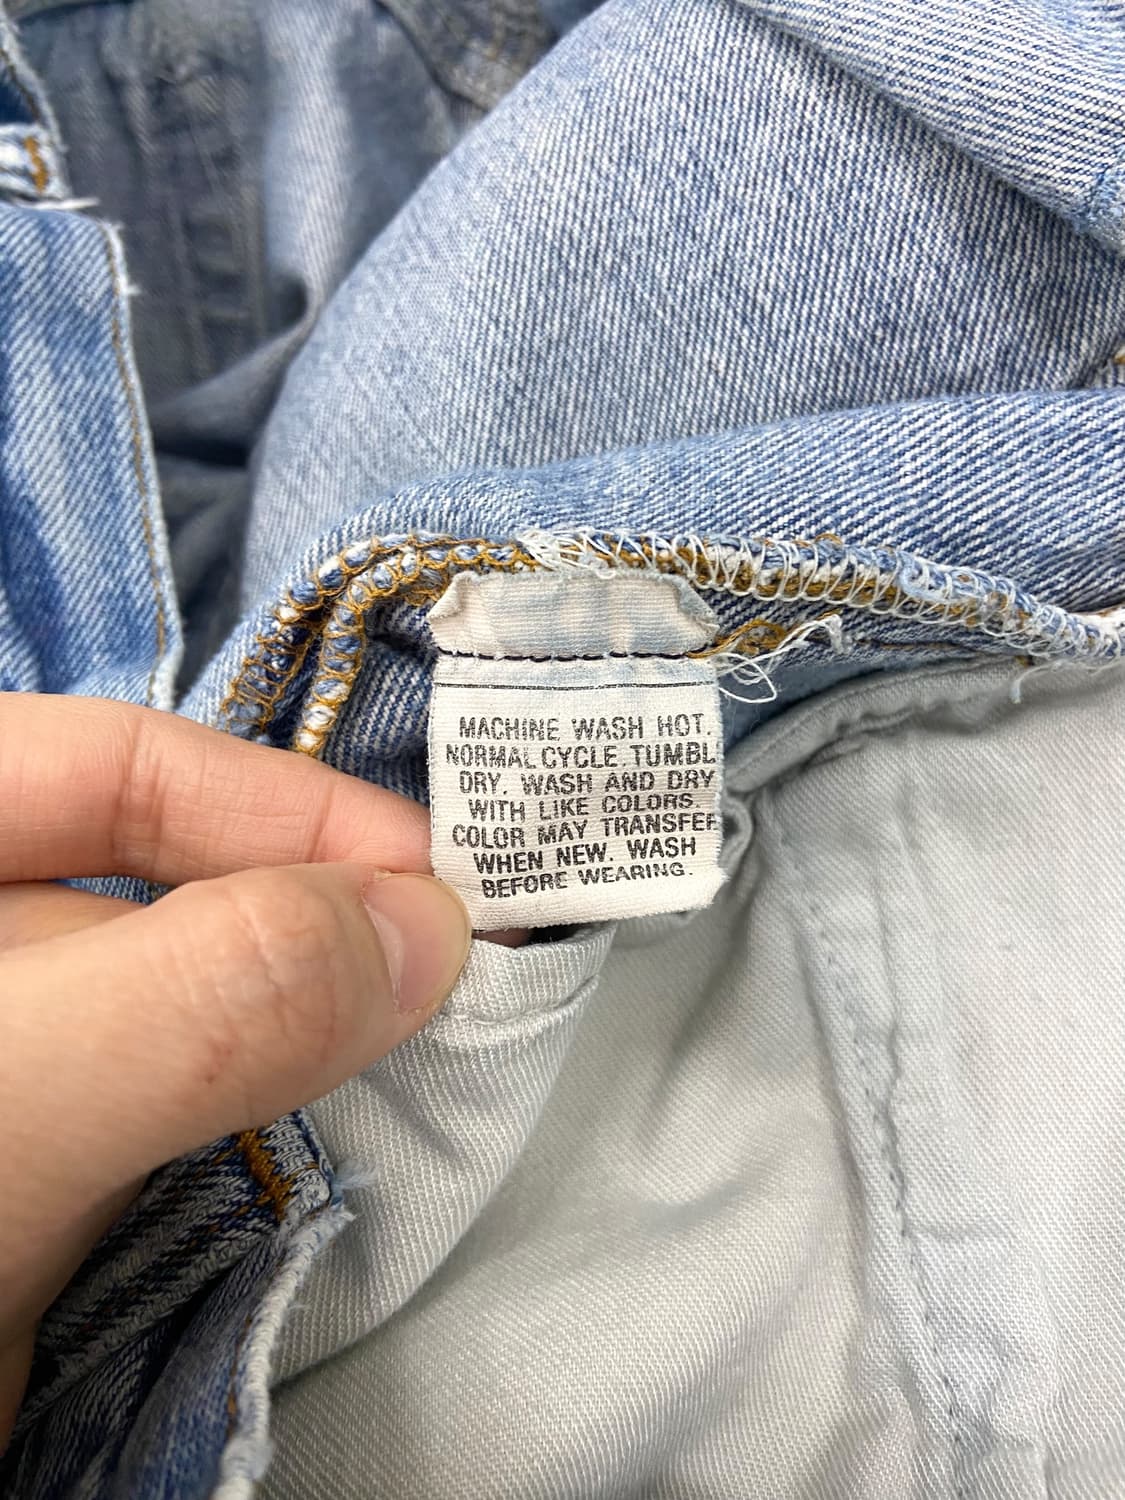 MACHINE WASH HOT.
NORMAL CYCLE. TUMBL
DRY. WASH AND DRY
WITH LIKE COLORS.
COLOR MAY TRANSFER
WHEN NEW. WASH
BEFORE WEARING.